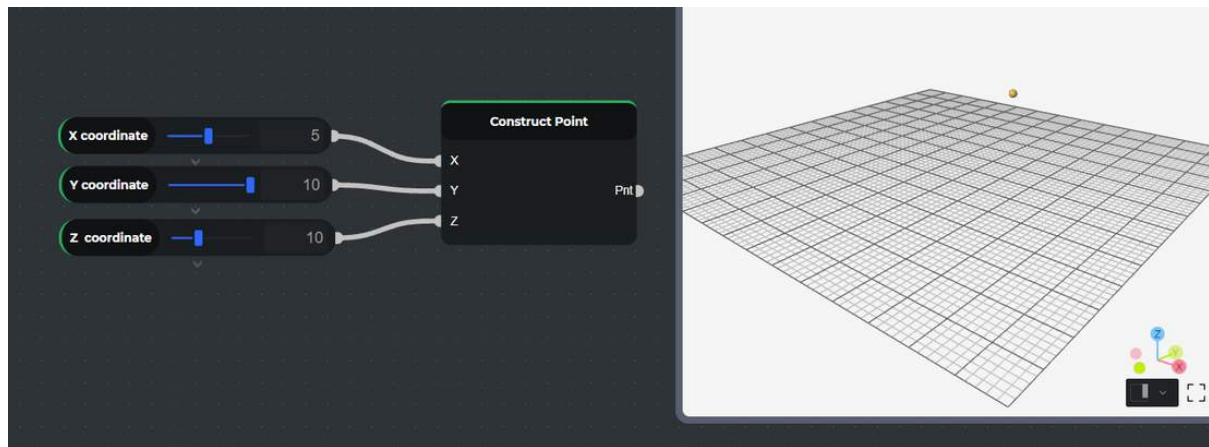 X coordinate 5
Y coordinate 10
Z coordinate 10
Construct Point
X
Y Pnt
Z
Z
Y
X